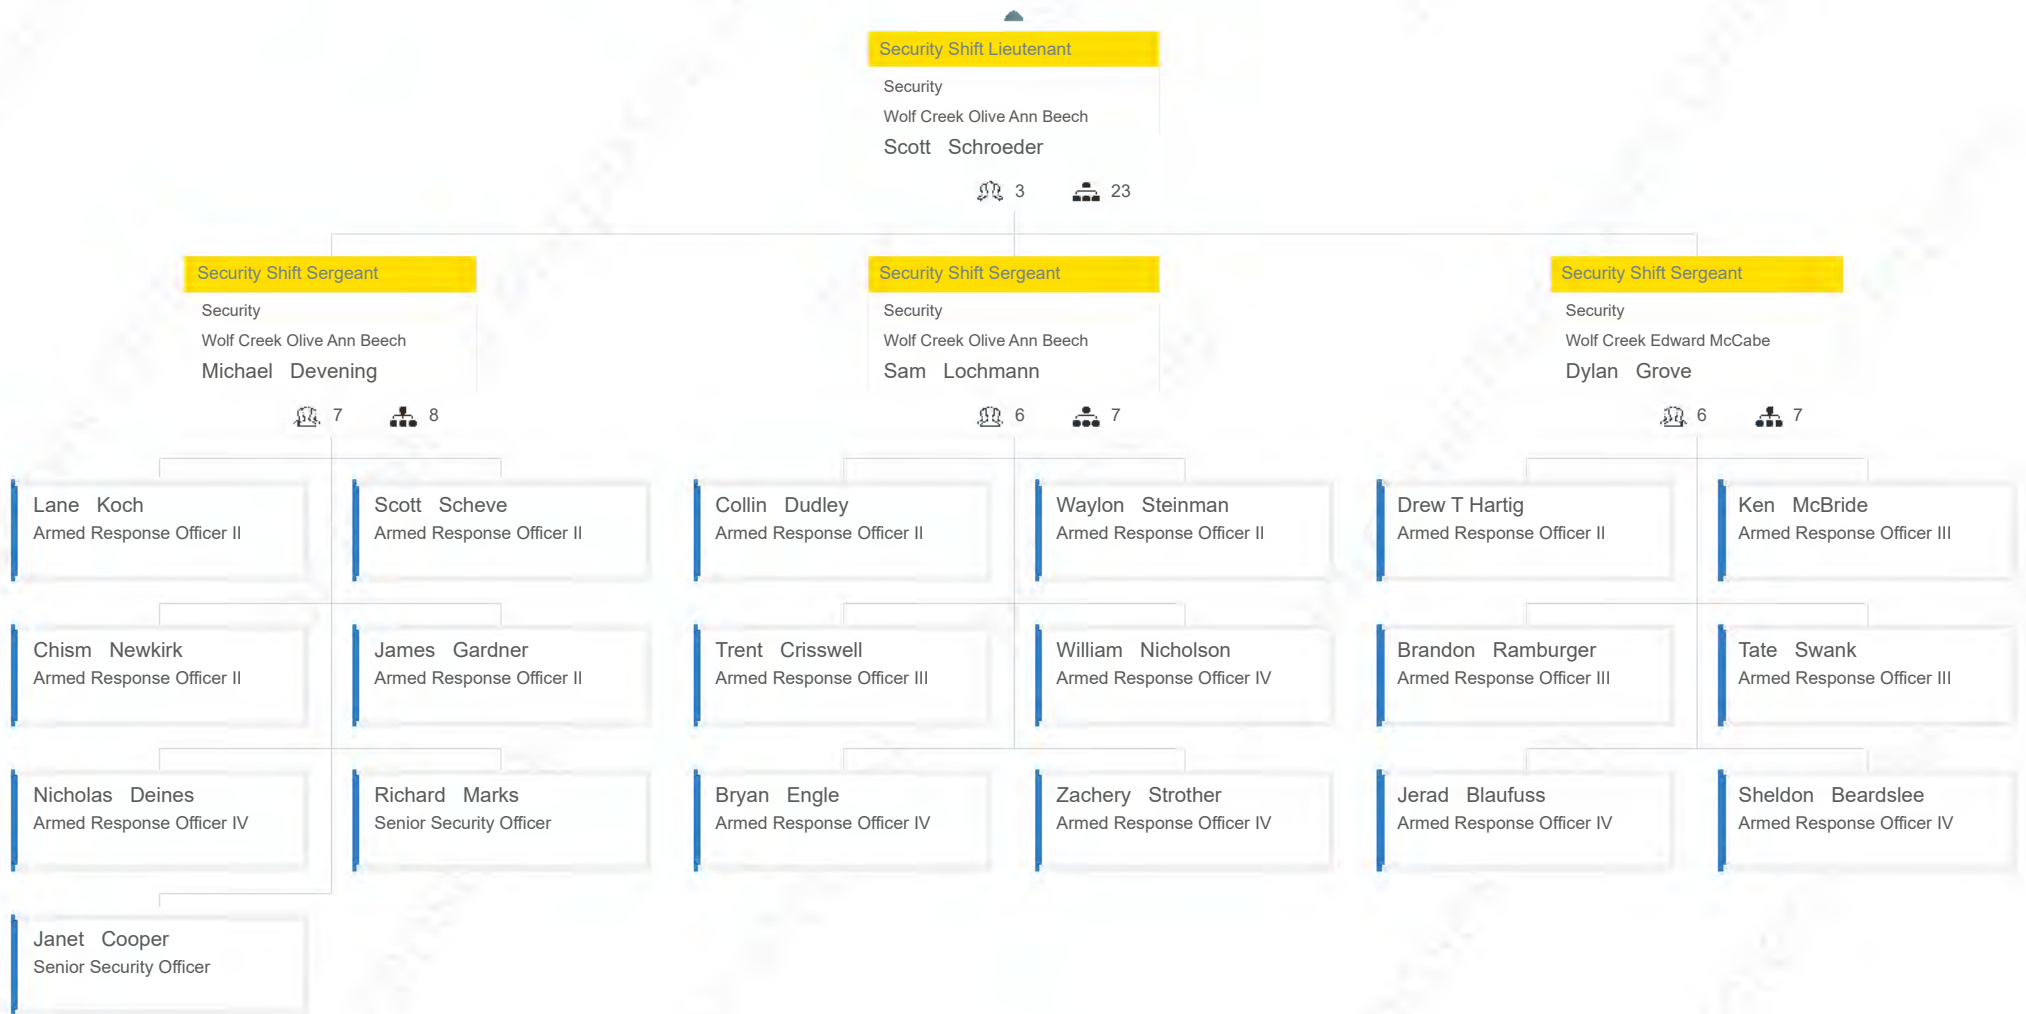 Security Shift Lieutenant
Security
Wolf Creek Olive Ann Beech
Scott Schroeder
3 23
Security Shift Sergeant
Security
Wolf Creek Olive Ann Beech
Michael Devening
7 8
Security Shift Sergeant
Security
Wolf Creek Olive Ann Beech
Sam Lochmann
6 7
Security Shift Sergeant
Security
Wolf Creek Edward McCabe
Dylan Grove
6 7
Lane Koch
Armed Response Officer II
Scott Scheve
Armed Response Officer II
Chism Newkirk
Armed Response Officer II
James Gardner
Armed Response Officer II
Nicholas Deines
Armed Response Officer IV
Richard Marks
Senior Security Officer
Janet Cooper
Senior Security Officer
Collin Dudley
Armed Response Officer II
Waylon Steinman
Armed Response Officer II
Trent Crisswell
Armed Response Officer III
William Nicholson
Armed Response Officer IV
Bryan Engle
Armed Response Officer IV
Zachery Strother
Armed Response Officer IV
Drew T Hartig
Armed Response Officer II
Ken McBride
Armed Response Officer III
Brandon Ramburger
Armed Response Officer III
Tate Swank
Armed Response Officer III
Jerad Blaufuss
Armed Response Officer IV
Sheldon Beardslee
Armed Response Officer IV